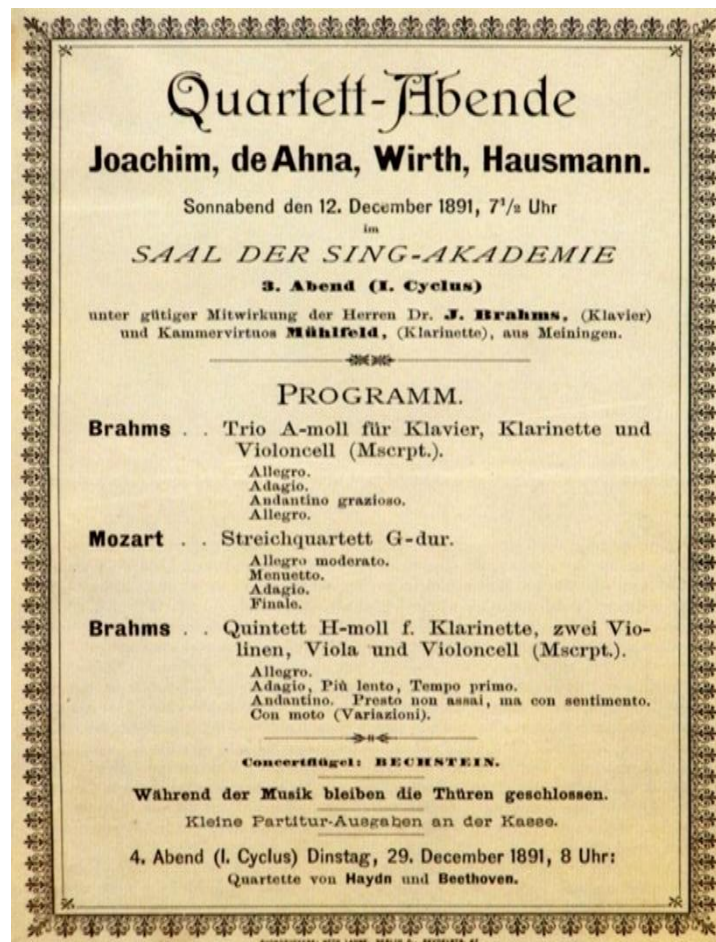 Quartett-Abende
Joachim, de Ahna, Wirth, Hausmann.
Sonnabend den 12. December 1891, 7½ Uhr
im
SAAL DER SING-AKADEMIE
3. Abend (I. Cyclus)
unter gütiger Mitwirkung der Herren Dr. J. Brahms, (Klavier)
und Kammervirtuos Mühlfeld, (Klarinette), aus Meiningen.
PROGRAMM.
Brahms . . Trio A-moll für Klavier, Klarinette und
Violoncell (Mscrpt.).
Allegro.
Adagio.
Andantino grazioso.
Allegro.
Mozart . . Streichquartett G-dur.
Allegro moderato.
Menuetto.
Adagio.
Finale.
Brahms . . Quintett H-moll f. Klarinette, zwei Vio-
linen, Viola und Violoncell (Mscrpt.).
Allegro.
Adagio, Più lento, Tempo primo.
Andantino. Presto non assai, ma con sentimento.
Con moto (Variazioni).
Concertflügel: BECHSTEIN.
Während der Musik bleiben die Thüren geschlossen.
Kleine Partitur-Ausgaben an der Kasse.
4. Abend (I. Cyclus) Dinstag, 29. December 1891, 8 Uhr:
Quartette von Haydn und Beethoven.